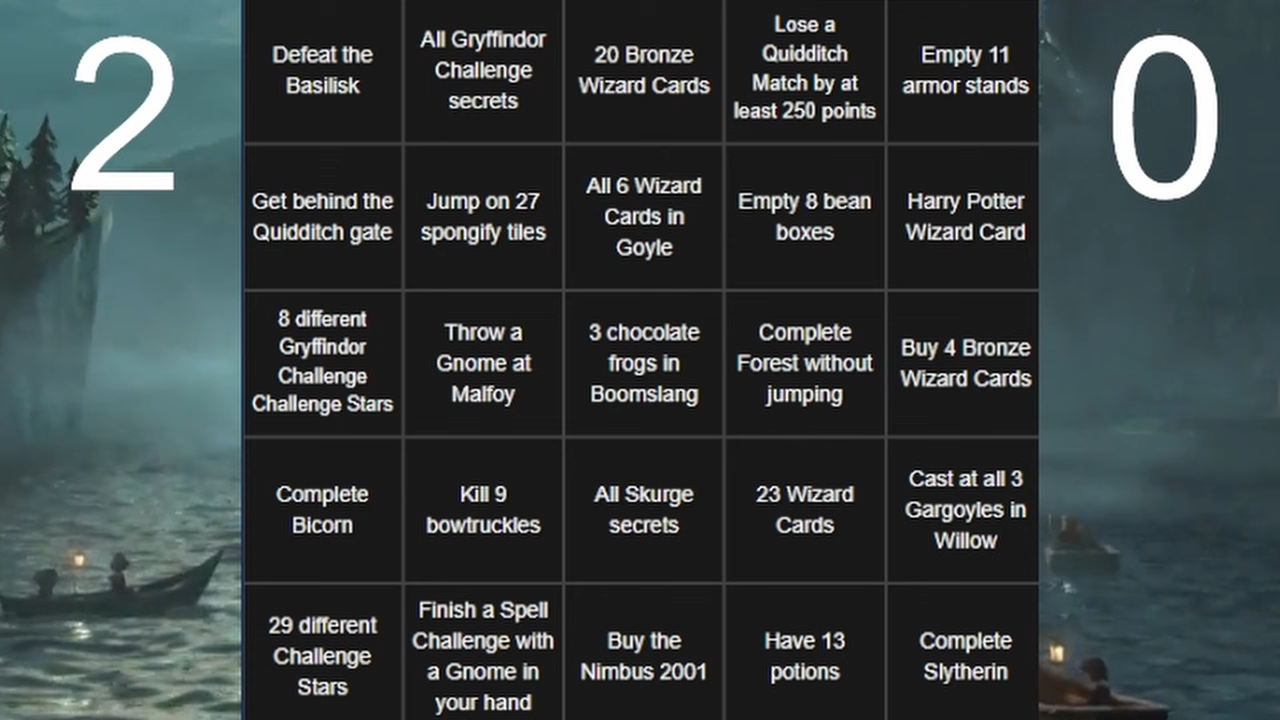 2
Defeat the
Basilisk
All Gryffindor
Challenge
secrets
20 Bronze
Wizard Cards
Lose a
Quidditch
Match by at
least 250 points
Empty 11
armor stands
0
Get behind the
Quidditch gate
Jump on 27
spongify tiles
All 6 Wizard
Cards in
Goyle
Empty 8 bean
boxes
Harry Potter
Wizard Card
8 different
Gryffindor
Challenge
Challenge Stars
Throw a
Gnome at
Malfoy
3 chocolate
frogs in
Boomslang
Complete
Forest without
jumping
Buy 4 Bronze
Wizard Cards
Complete
Bicorn
Kill 9
bowtruckles
All Skurge
secrets
23 Wizard
Cards
Cast at all 3
Gargoyles in
Willow
29 different
Challenge
Stars
Finish a Spell
Challenge with
a Gnome in
your hand
Buy the
Nimbus 2001
Have 13
potions
Complete
Slytherin